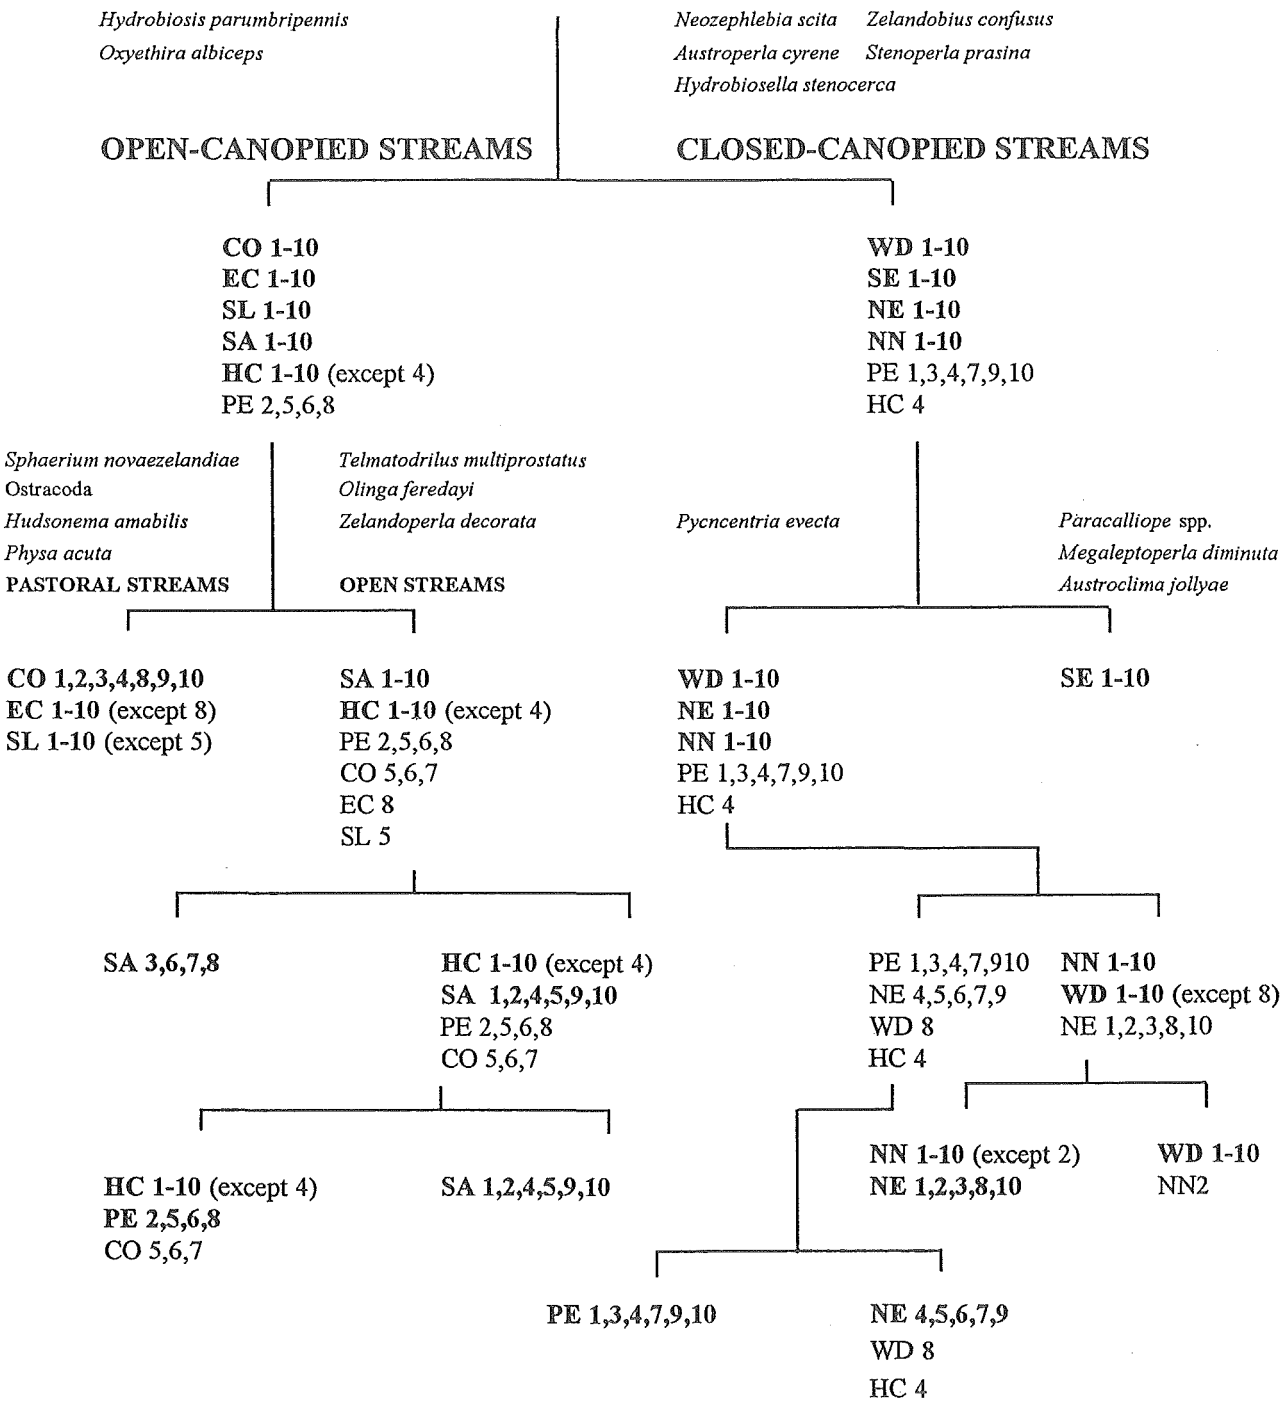 Hydrobiosis parumbripennis
Oxyethira albiceps
Neozephlebia scita Zelandobius confusus
Austroperla cyrene Stenoperla prasina
Hydrobiosella stenocerca
OPEN-CANOPIED STREAMS
CLOSED-CANOPIED STREAMS
CO 1-10
EC 1-10
SL 1-10
SA 1-10
HC 1-10 (except 4)
PE 2,5,6,8
WD 1-10
SE 1-10
NE 1-10
NN 1-10
PE 1,3,4,7,9,10
HC 4
Sphaerium novaezelandiae
Ostracoda
Hudsonema amabilis
Physa acuta
PASTORAL STREAMS
Telmatodrilus multiprostatus
Olinga feredayi
Zelandoperla decorata
OPEN STREAMS
Pycncentria evecta
Paracalliope spp.
Megaleptoperla diminuta
Austroclima jollyae
CO 1,2,3,4,8,9,10
EC 1-10 (except 8)
SL 1-10 (except 5)
SA 1-10
HC 1-10 (except 4)
PE 2,5,6,8
CO 5,6,7
EC 8
SL 5
WD 1-10
NE 1-10
NN 1-10
PE 1,3,4,7,9,10
HC 4
SE 1-10
SA 3,6,7,8
HC 1-10 (except 4)
SA 1,2,4,5,9,10
PE 2,5,6,8
CO 5,6,7
PE 1,3,4,7,910
NE 4,5,6,7,9
WD 8
HC 4
NN 1-10
WD 1-10 (except 8)
NE 1,2,3,8,10
HC 1-10 (except 4)
PE 2,5,6,8
CO 5,6,7
SA 1,2,4,5,9,10
NN 1-10 (except 2)
NE 1,2,3,8,10
WD 1-10
NN2
PE 1,3,4,7,9,10
NE 4,5,6,7,9
WD 8
HC 4